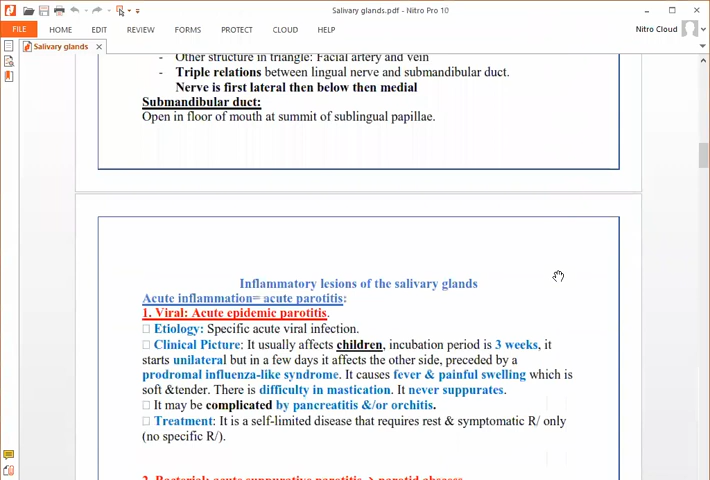 Salivary glands.pdf - Nitro Pro 10
FILE HOME EDIT REVIEW FORMS PROTECT CLOUD HELP Nitro Cloud
Salivary glands ×
- Other structure in triangle: Facial artery and vein
- Triple relations between lingual nerve and submandibular duct.
Nerve is first lateral then below then medial
Submandibular duct:
Open in floor of mouth at summit of sublingual papillae.
Inflammatory lesions of the salivary glands
Acute inflammation= acute parotitis:
1. Viral: Acute epidemic parotitis.
□ Etiology: Specific acute viral infection.
□ Clinical Picture: It usually affects children, incubation period is 3 weeks, it
starts unilateral but in a few days it affects the other side, preceded by a
prodromal influenza-like syndrome. It causes fever & painful swelling which is
soft &tender. There is difficulty in mastication. It never suppurates.
□ It may be complicated by pancreatitis &/or orchitis.
□ Treatment: It is a self-limited disease that requires rest & symptomatic R/ only
(no specific R/).
2. Bacterial: acute suppurative parotitis → parotid abscess